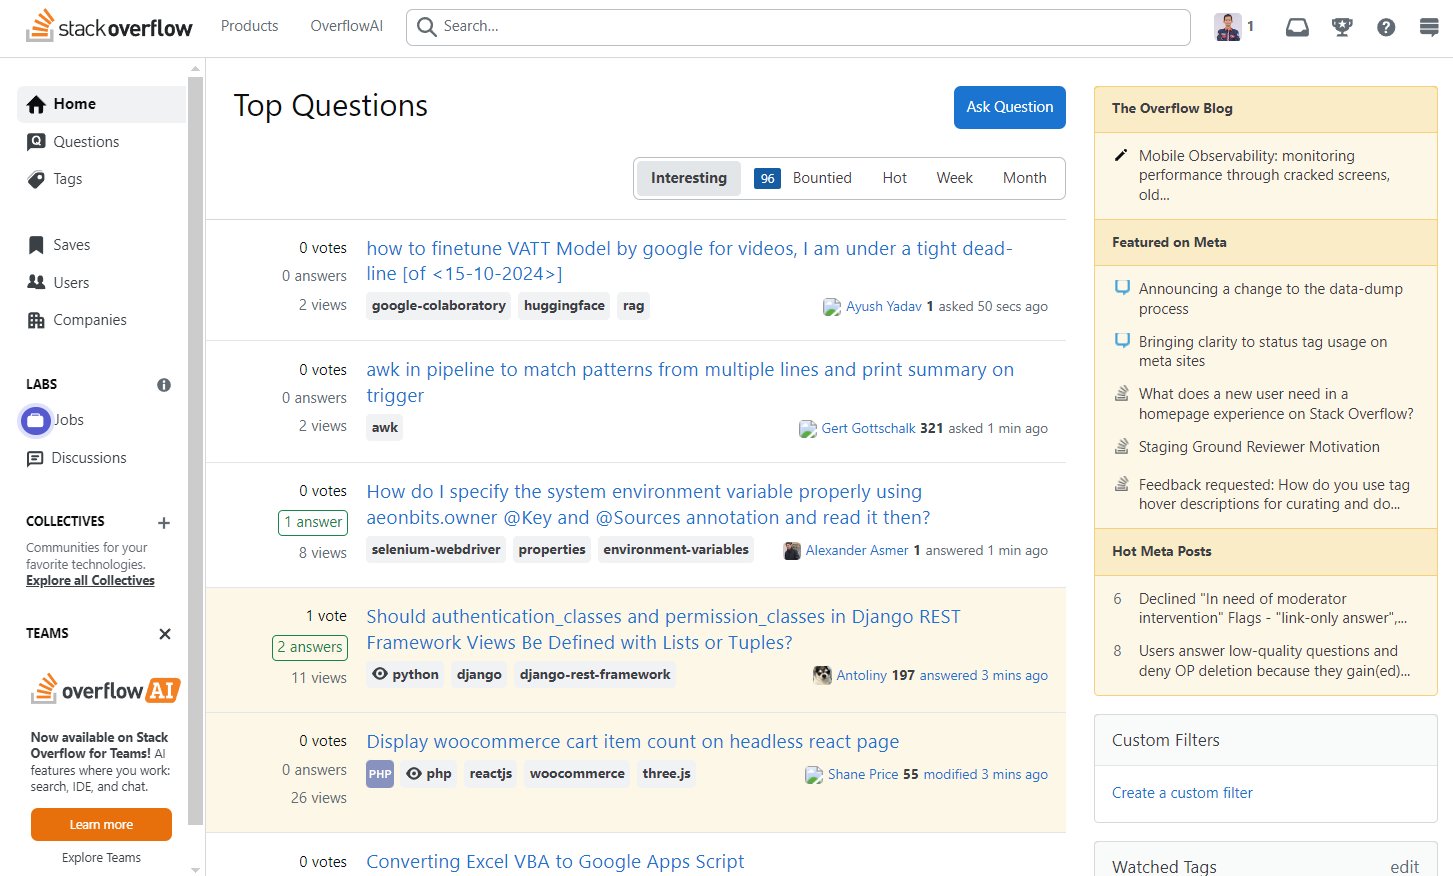 stack overflow
Products
OverflowAI
Search...
1
Home
Questions
Tags
Saves
Users
Companies
LABS
Jobs
Discussions
COLLECTIVES
Communities for your
favorite technologies.
Explore all Collectives
TEAMS
overflow AI
Now available on Stack
Overflow for Teams! AI
features where you work:
search, IDE, and chat.
Learn more
Explore Teams
Top Questions
Ask Question
Interesting
96 Bountied
Hot
Week
Month
0 votes
0 answers
2 views
how to finetune VATT Model by google for videos, I am under a tight dead-
line [of <15-10-2024>]
google-colaboratory huggingface rag
Ayush Yadav 1 asked 50 secs ago
0 votes
0 answers
2 views
awk in pipeline to match patterns from multiple lines and print summary on
trigger
awk
Gert Gottschalk 321 asked 1 min ago
0 votes
1 answer
8 views
How do I specify the system environment variable properly using
aeonbits.owner @Key and @Sources annotation and read it then?
selenium-webdriver properties environment-variables
Alexander Asmer 1 answered 1 min ago
1 vote
2 answers
11 views
Should authentication_classes and permission_classes in Django REST
Framework Views Be Defined with Lists or Tuples?
python django django-rest-framework
Antoliny 197 answered 3 mins ago
0 votes
0 answers
26 views
Display woocommerce cart item count on headless react page
PHP php reactjs woocommerce three.js
Shane Price 55 modified 3 mins ago
0 votes
Converting Excel VBA to Google Apps Script
The Overflow Blog
Mobile Observability: monitoring
performance through cracked screens,
old...
Featured on Meta
Announcing a change to the data-dump
process
Bringing clarity to status tag usage on
meta sites
What does a new user need in a
homepage experience on Stack Overflow?
Staging Ground Reviewer Motivation
Feedback requested: How do you use tag
hover descriptions for curating and do...
Hot Meta Posts
6 Declined "In need of moderator
intervention" Flags - "link-only answer",...
8 Users answer low-quality questions and
deny OP deletion because they gain(ed)...
Custom Filters
Create a custom filter
Watched Tags
edit